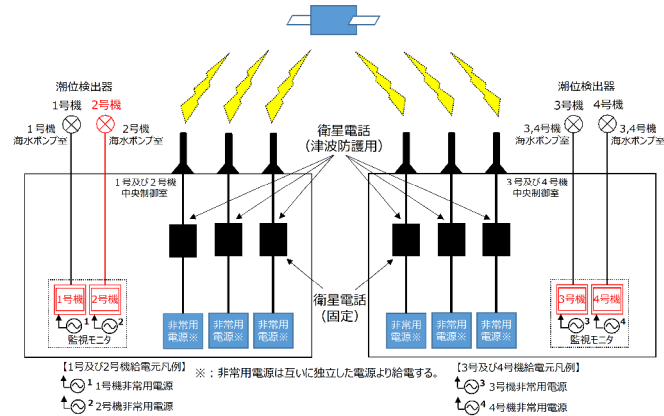 潮位検出器
1号機
2号機
1号機
海水ポンプ室
2号機
海水ポンプ室
衛星電話
（津波防護用）
潮位検出器
3号機
4号機
3,4号機
海水ポンプ室
3,4号機
海水ポンプ室
1号及び2号機
中央制御室
3号及び4号機
中央制御室
1号機
2号機
1
2
監視モニタ
非常用
電源※
非常用
電源※
非常用
電源※
衛星電話
（固定）
非常用
電源※
非常用
電源※
非常用
電源※
3号機
4号機
3
4
監視モニタ
【1号及び2号機給電元凡例】
1 1号機非常用電源
2 2号機非常用電源
※：非常用電源は互いに独立した電源より給電する。
【3号及び4号機給電元凡例】
3 3号機非常用電源
4 4号機非常用電源